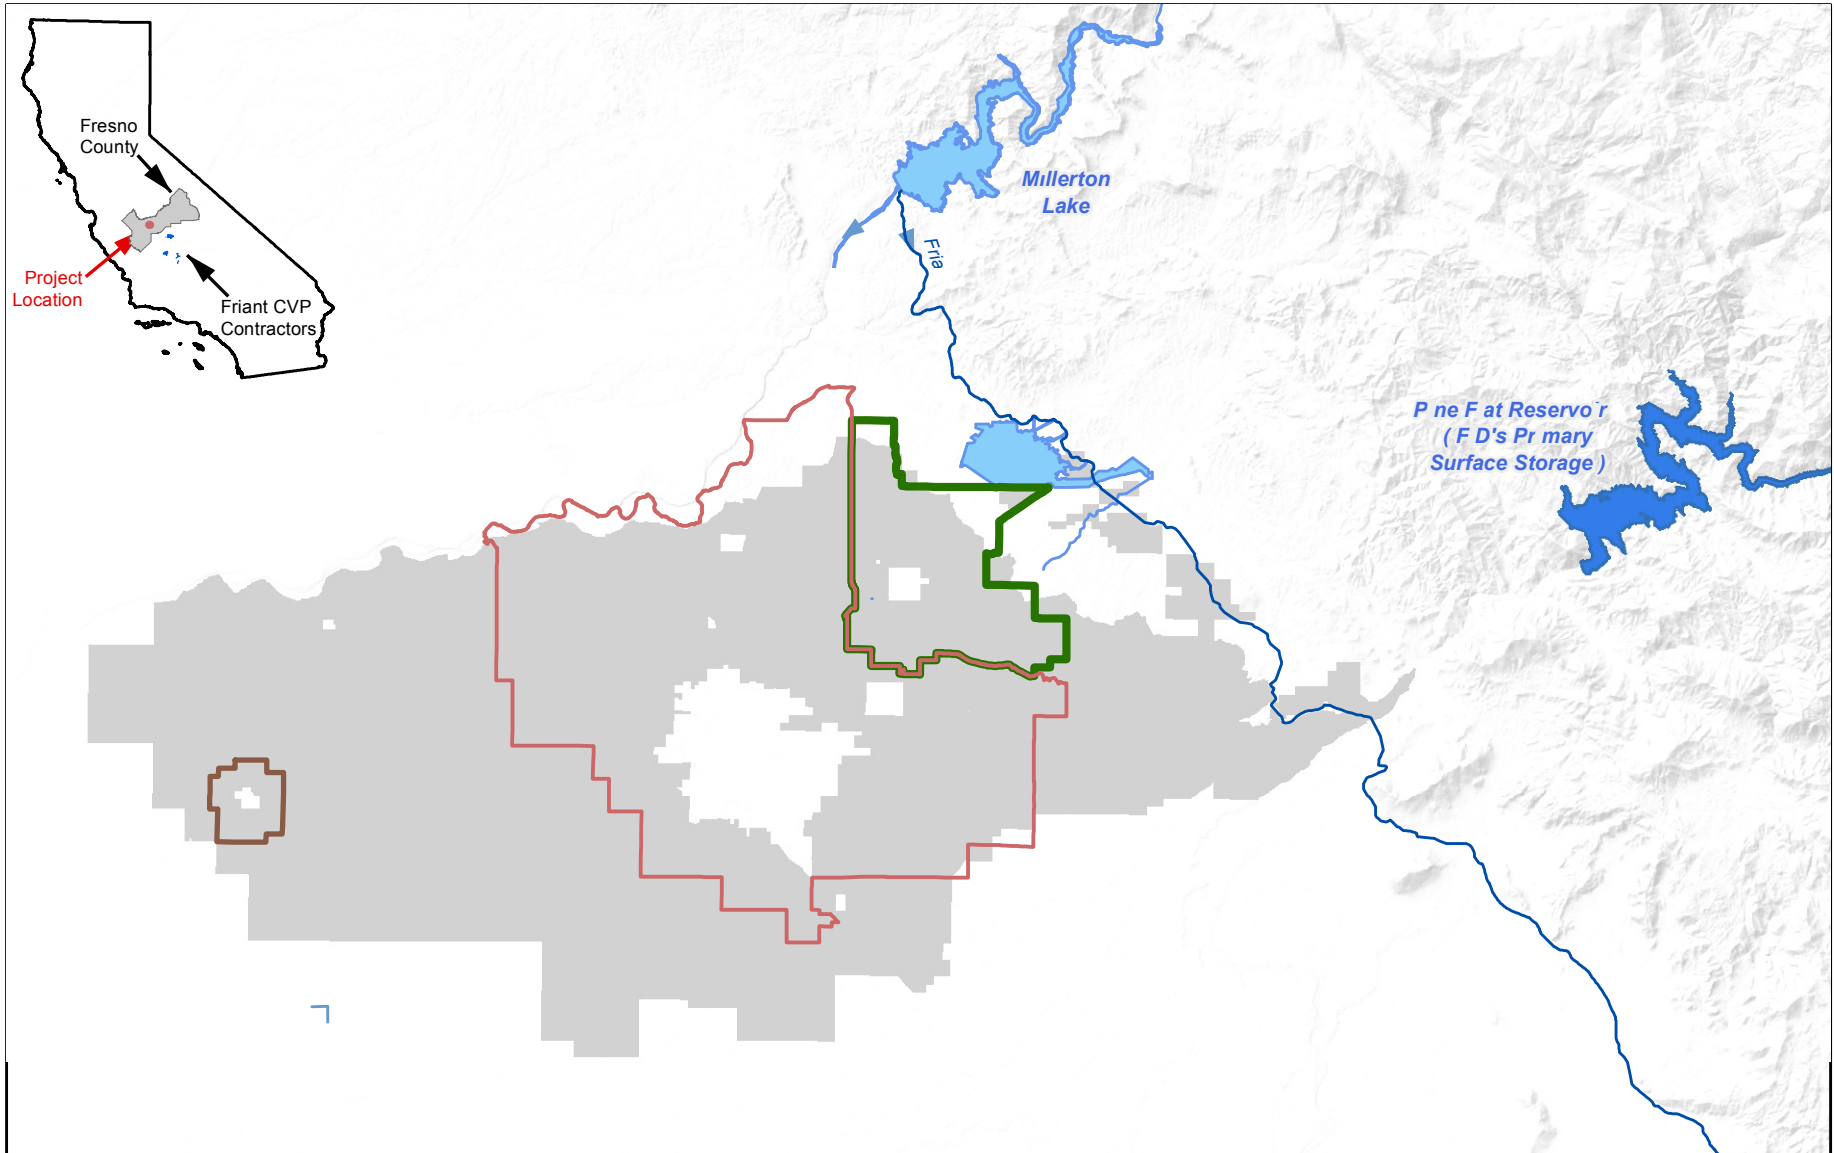 Fresno
County
Project
Location
Friant CVP
Contractors
Millerton
Lake
Fria
P ne F at Reservo r
( F D's Pr mary
Surface Storage )